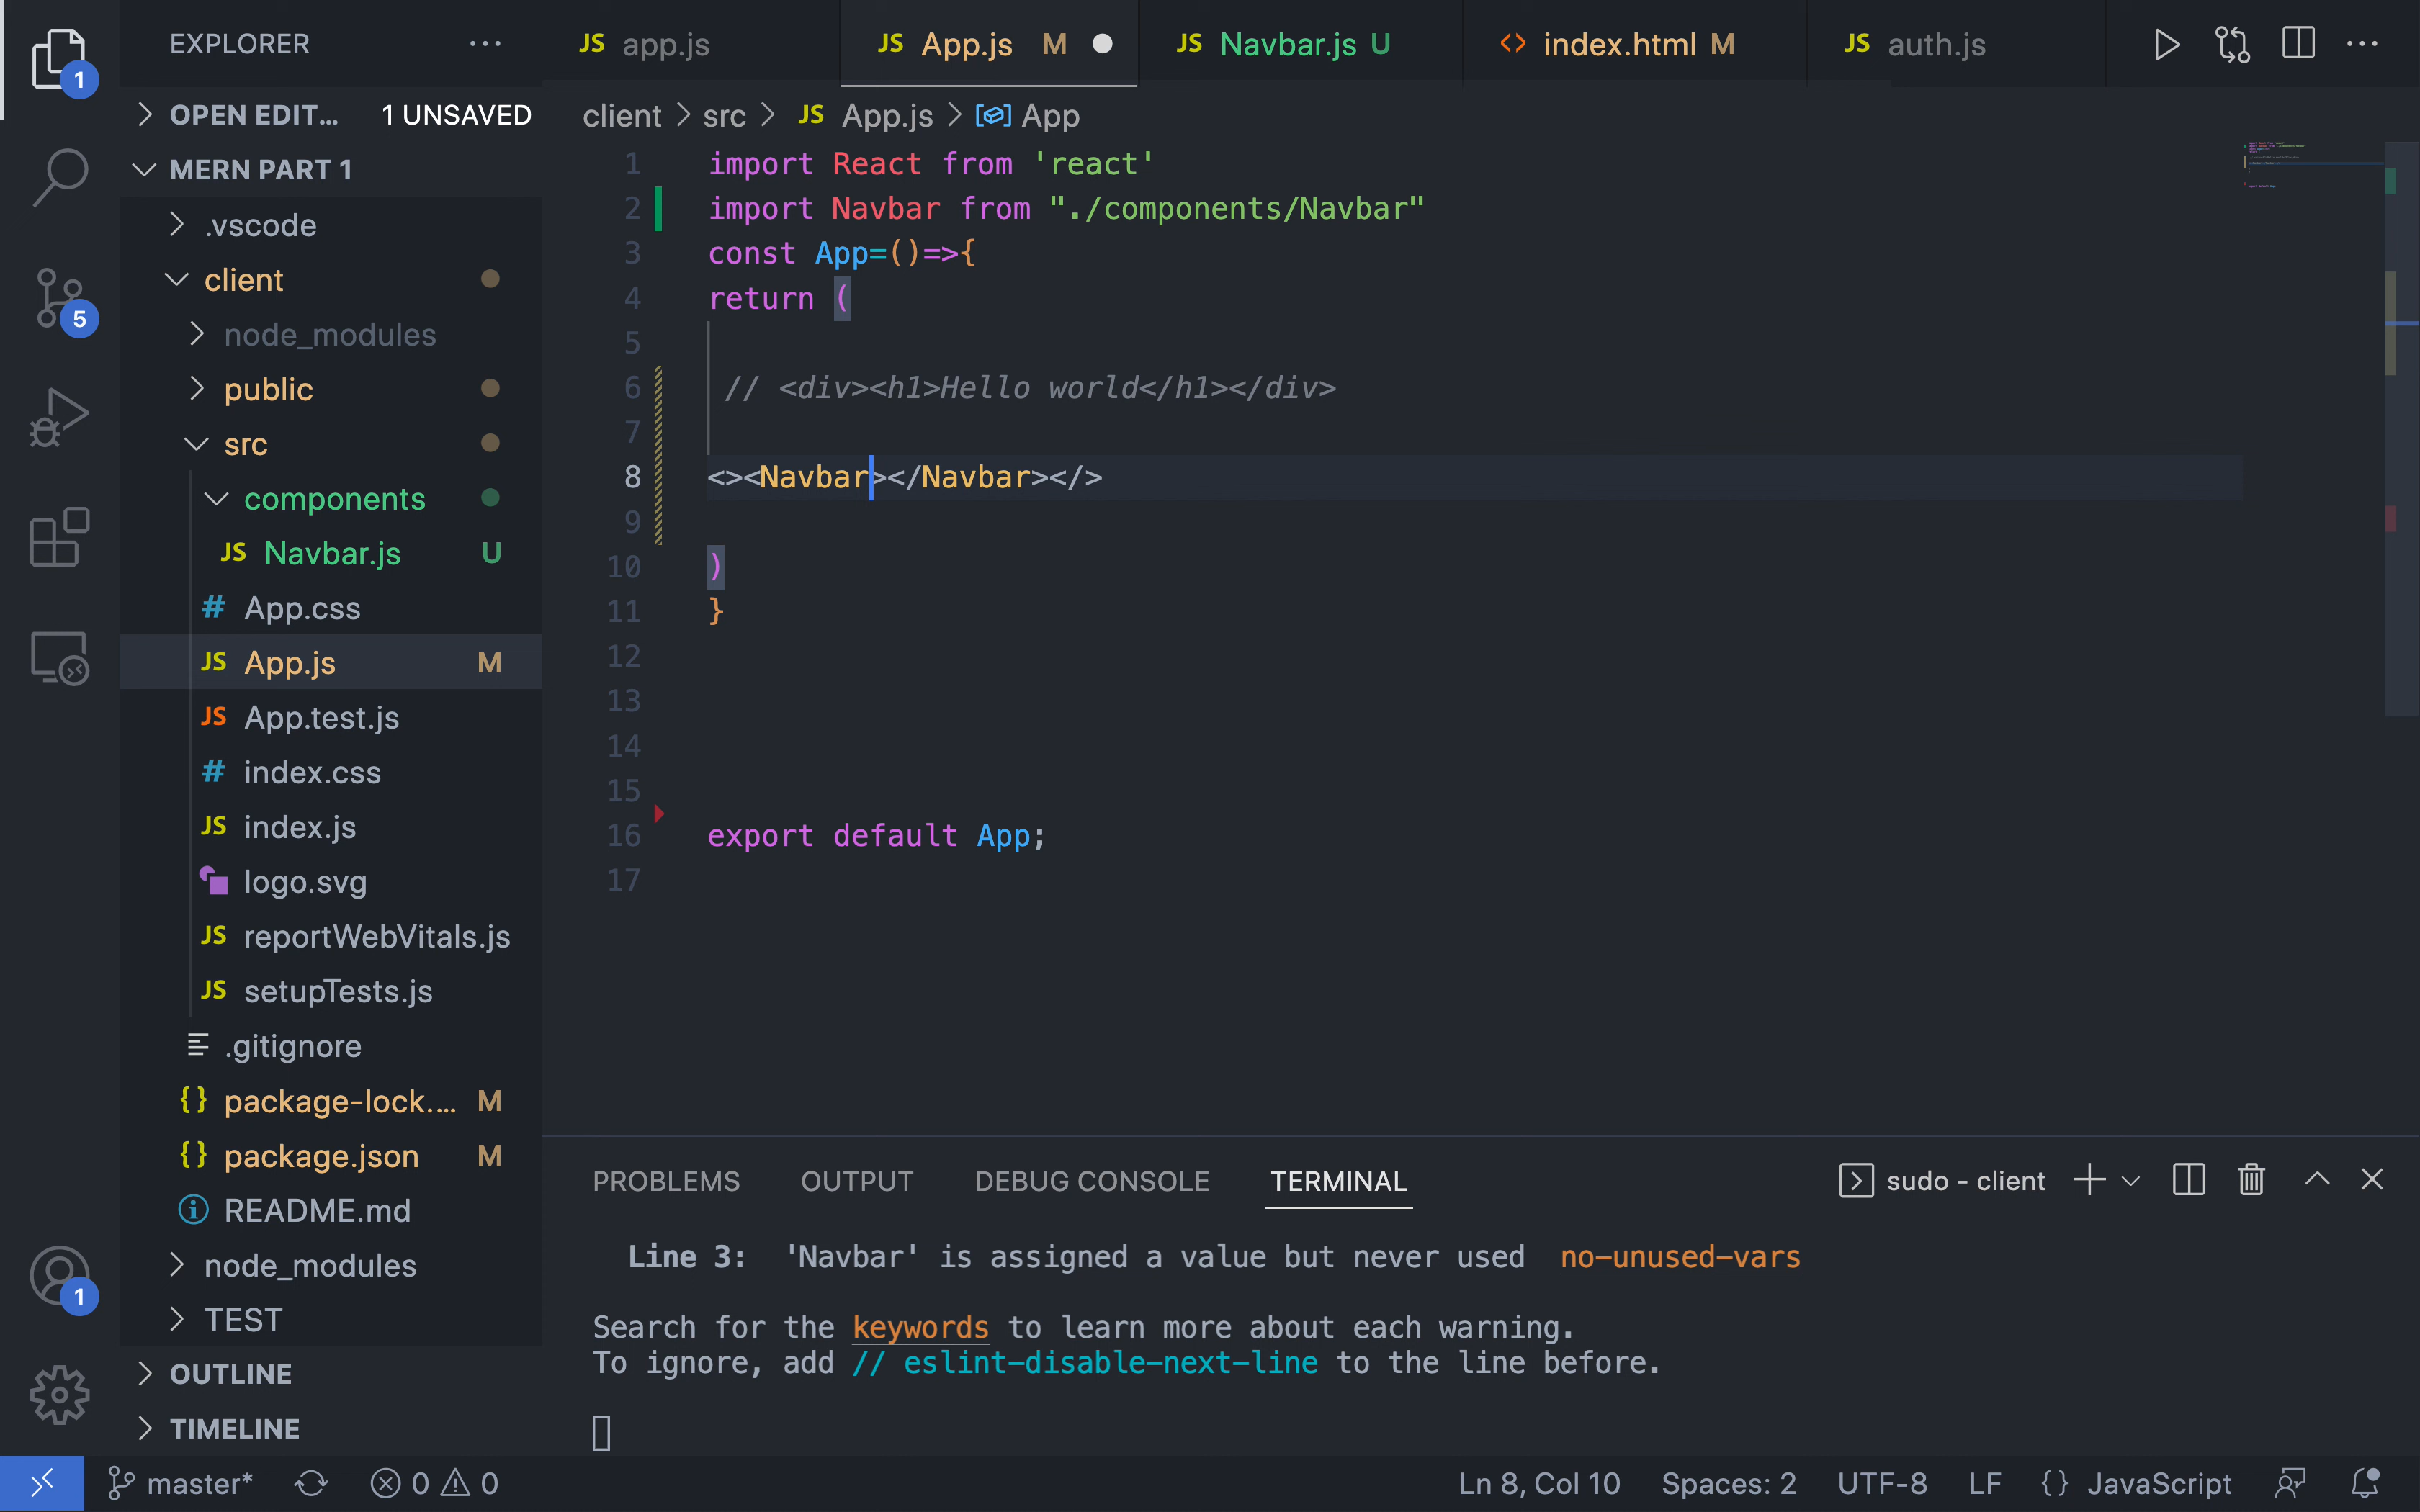 EXPLORER
JS app.js
JS App.js M
JS Navbar.js U
<> index.html M
JS auth.js
1
OPEN EDIT... 1 UNSAVED
MERN PART 1
.vscode
client
node_modules
public
src
components
JS Navbar.js U
# App.css
JS App.js M
JS App.test.js
# index.css
JS index.js
logo.svg
JS reportWebVitals.js
JS setupTests.js
.gitignore
{} package-lock.... M
{} package.json M
README.md
node_modules
TEST
OUTLINE
TIMELINE
5
1
client > src > JS App.js > App
1 import React from 'react'
2 import Navbar from "./components/Navbar"
3 const App=()=>{
4 return (
5
6 // <div><h1>Hello world</h1></div>
7
8 <><Navbar></Navbar></>
9
10 )
11 }
12
13
14
15
16 export default App;
17
PROBLEMS OUTPUT DEBUG CONSOLE TERMINAL
sudo - client
Line 3: 'Navbar' is assigned a value but never used no-unused-vars
Search for the keywords to learn more about each warning.
To ignore, add // eslint-disable-next-line to the line before.
master* 0 0
Ln 8, Col 10 Spaces: 2 UTF-8 LF {} JavaScript